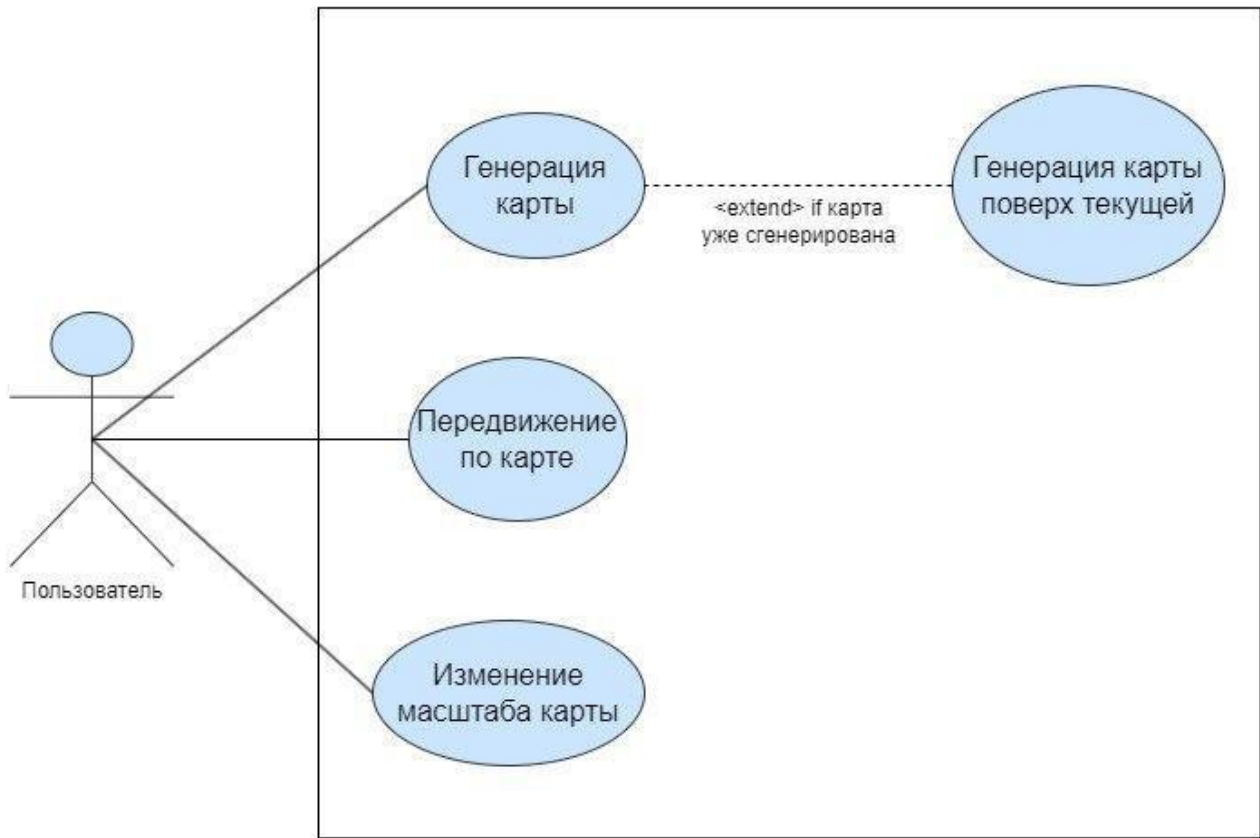 Генерация
карты
Генерация карты
поверх текущей
<extend> if карта
уже сгенерирована
Передвижение
по карте
Пользователь
Изменение
масштаба карты